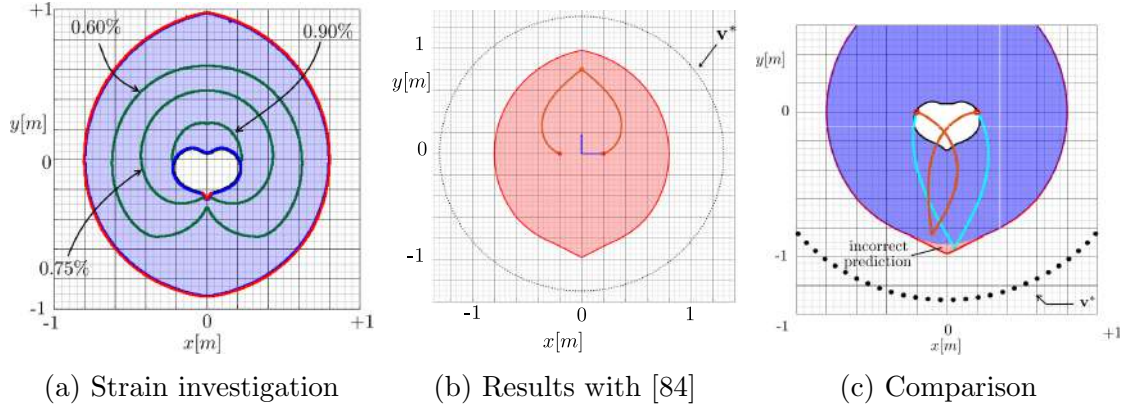 +1
0.60%
0.90%
y[m]
0
0.75%
-1
-1
0
+1
x[m]
(a) Strain investigation
1
v*
y[m]
0
-1
-1
0
1
x[m]
(b) Results with [84]
y[m]
0
incorrect
prediction
-1
v*
-1
0
+1
x[m]
(c) Comparison